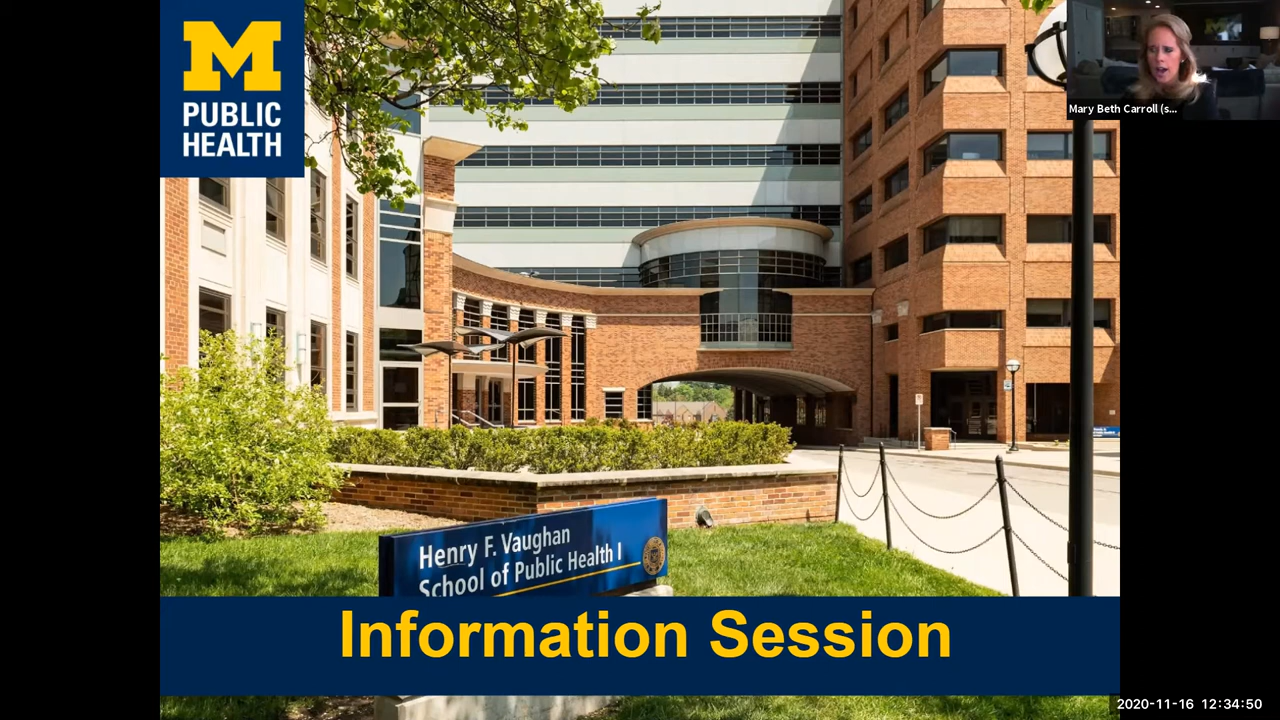 M
PUBLIC
HEALTH
Mary Beth Carroll (s...
Henry F. Vaughan
School of Public Health I
Information Session
2020-11-16 12:34:50